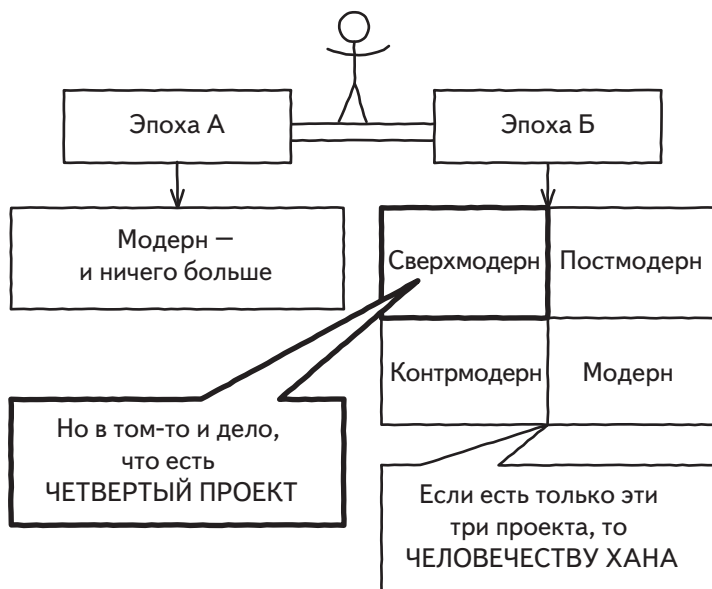 Эпоха А
Эпоха Б
Модерн —
и ничего больше
Сверхмодерн
Постмодерн
Контрмодерн
Модерн
Но в том-то и дело,
что есть
ЧЕТВЕРТЫЙ ПРОЕКТ
Если есть только эти
три проекта, то
ЧЕЛОВЕЧЕСТВУ ХАНА